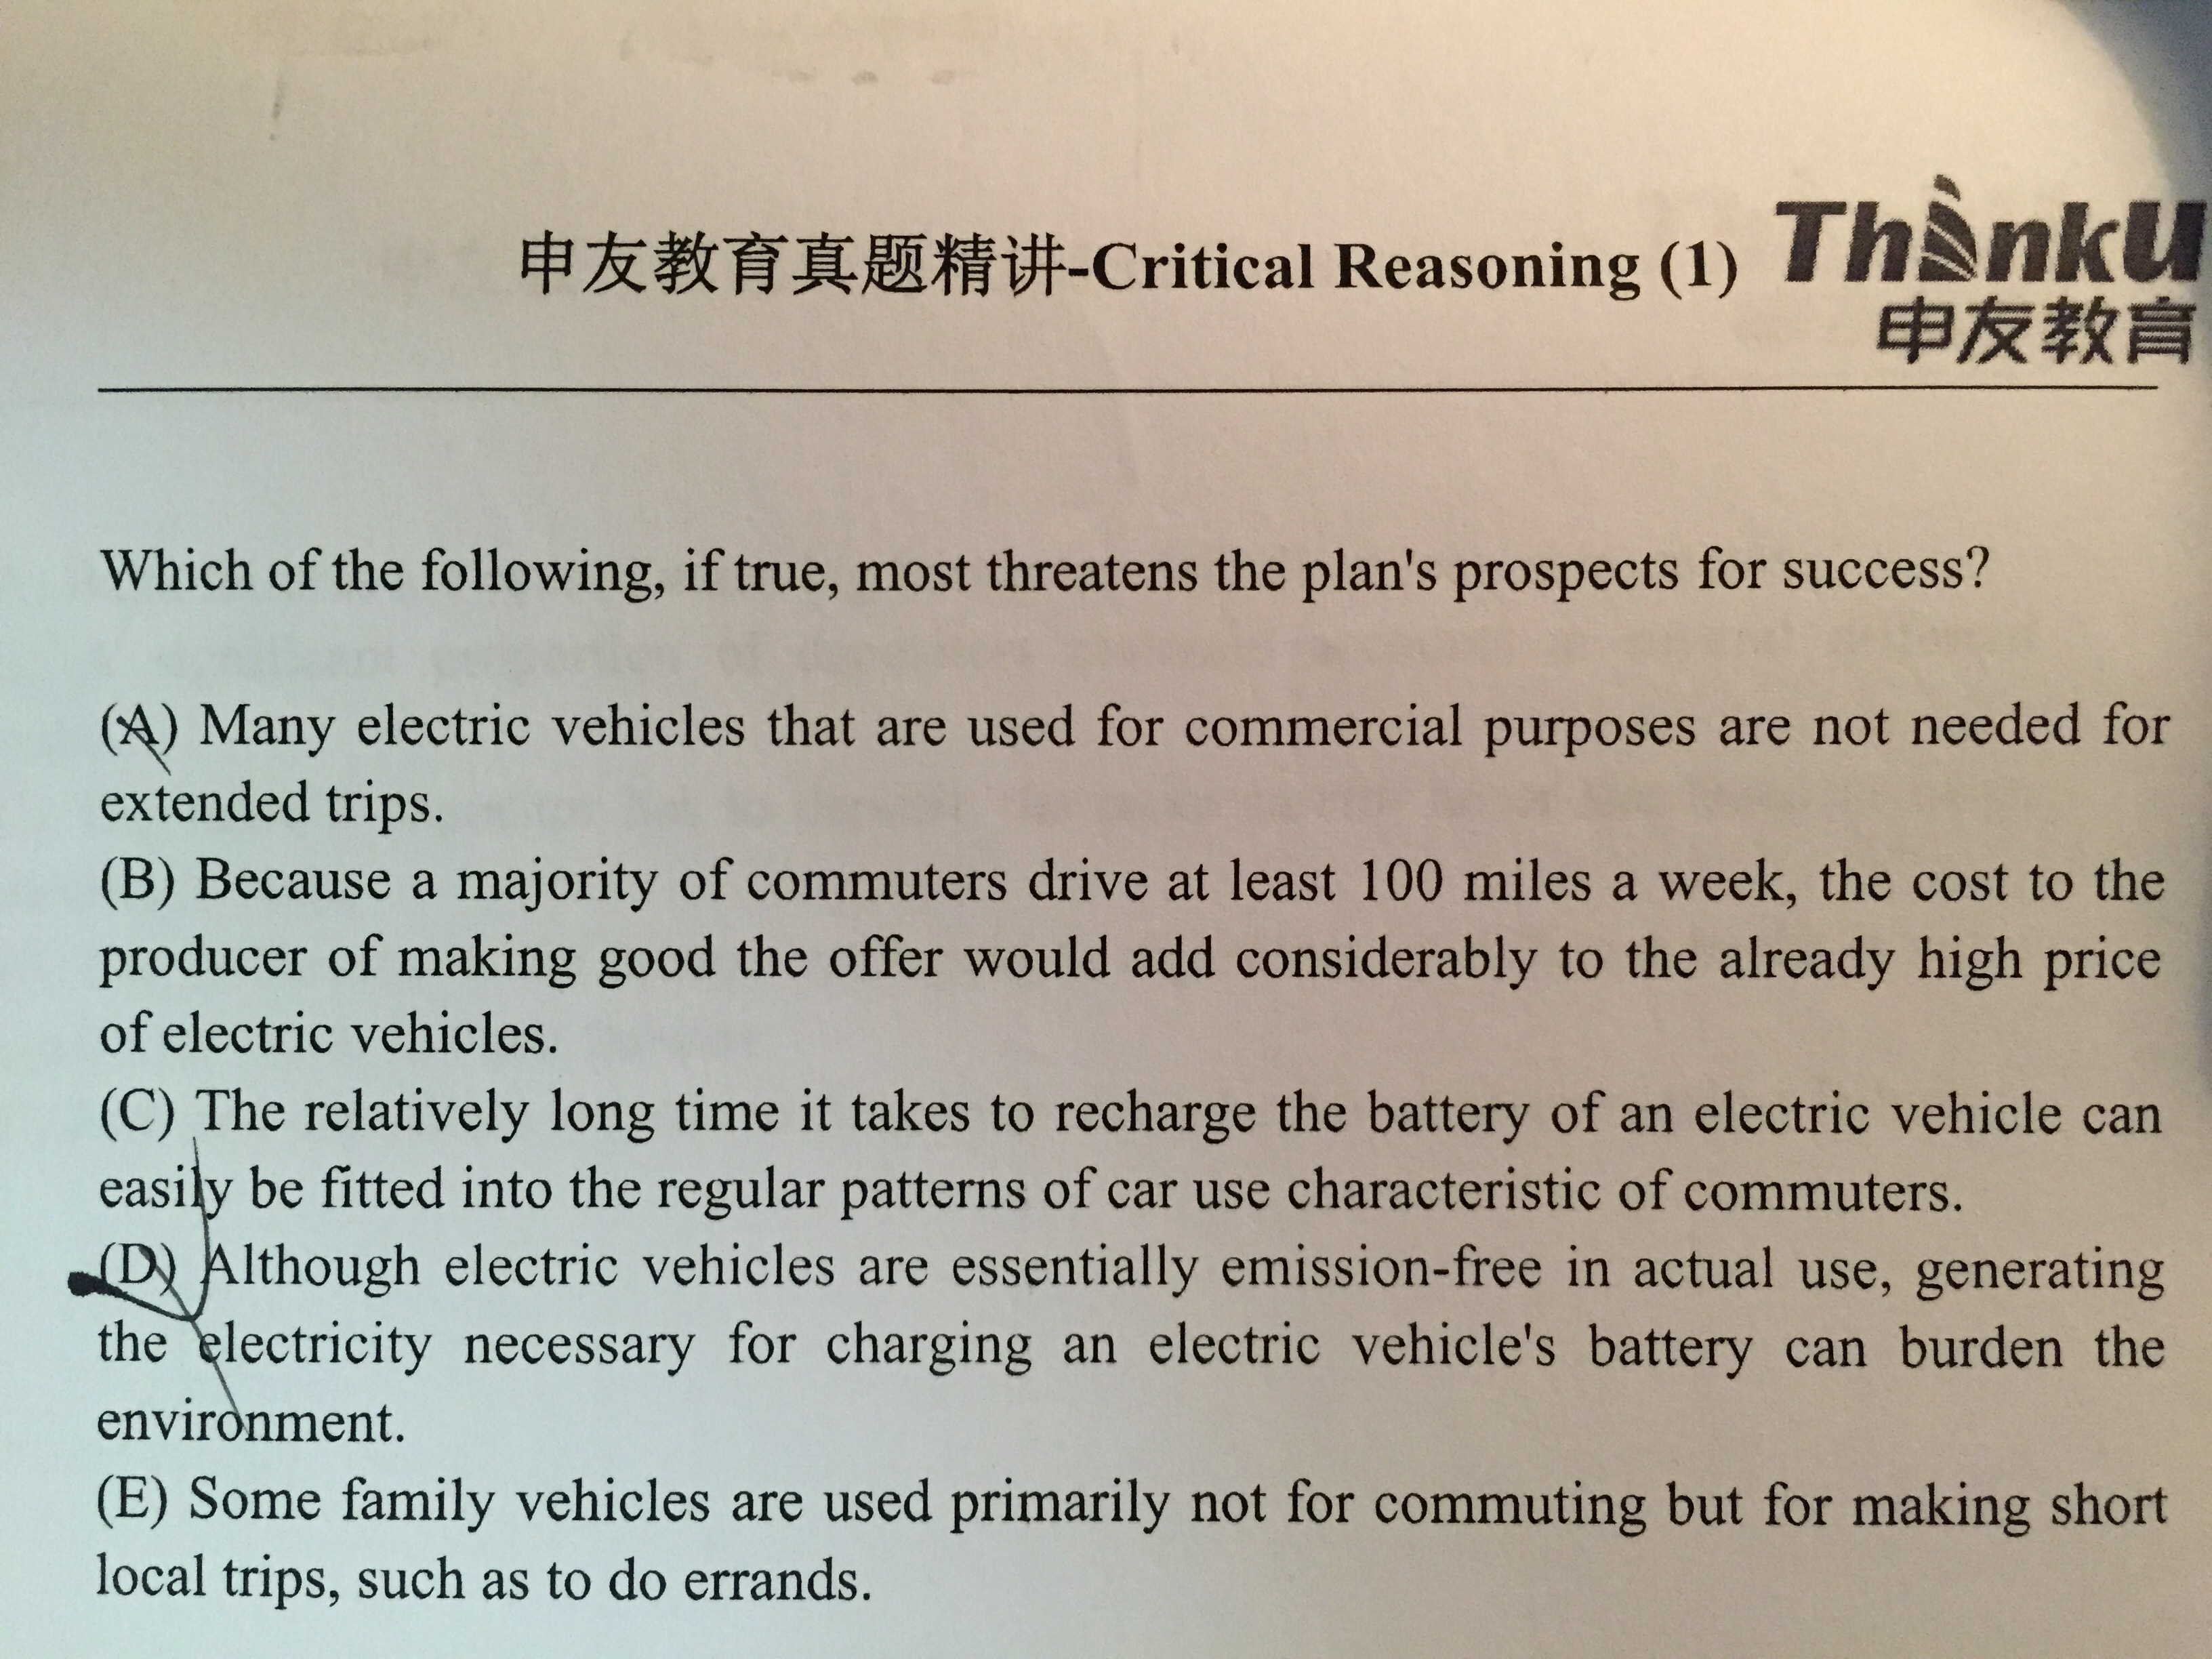 申友教育真题精讲-Critical Reasoning (1)
ThinkU
申友教育
Which of the following, if true, most threatens the plan's prospects for success?
(A) Many electric vehicles that are used for commercial purposes are not needed for
extended trips.
(B) Because a majority of commuters drive at least 100 miles a week, the cost to the
producer of making good the offer would add considerably to the already high price
of electric vehicles.
(C) The relatively long time it takes to recharge the battery of an electric vehicle can
easily be fitted into the regular patterns of car use characteristic of commuters.
(D) Although electric vehicles are essentially emission-free in actual use, generating
the electricity necessary for charging an electric vehicle's battery can burden the
environment.
(E) Some family vehicles are used primarily not for commuting but for making short
local trips, such as to do errands.